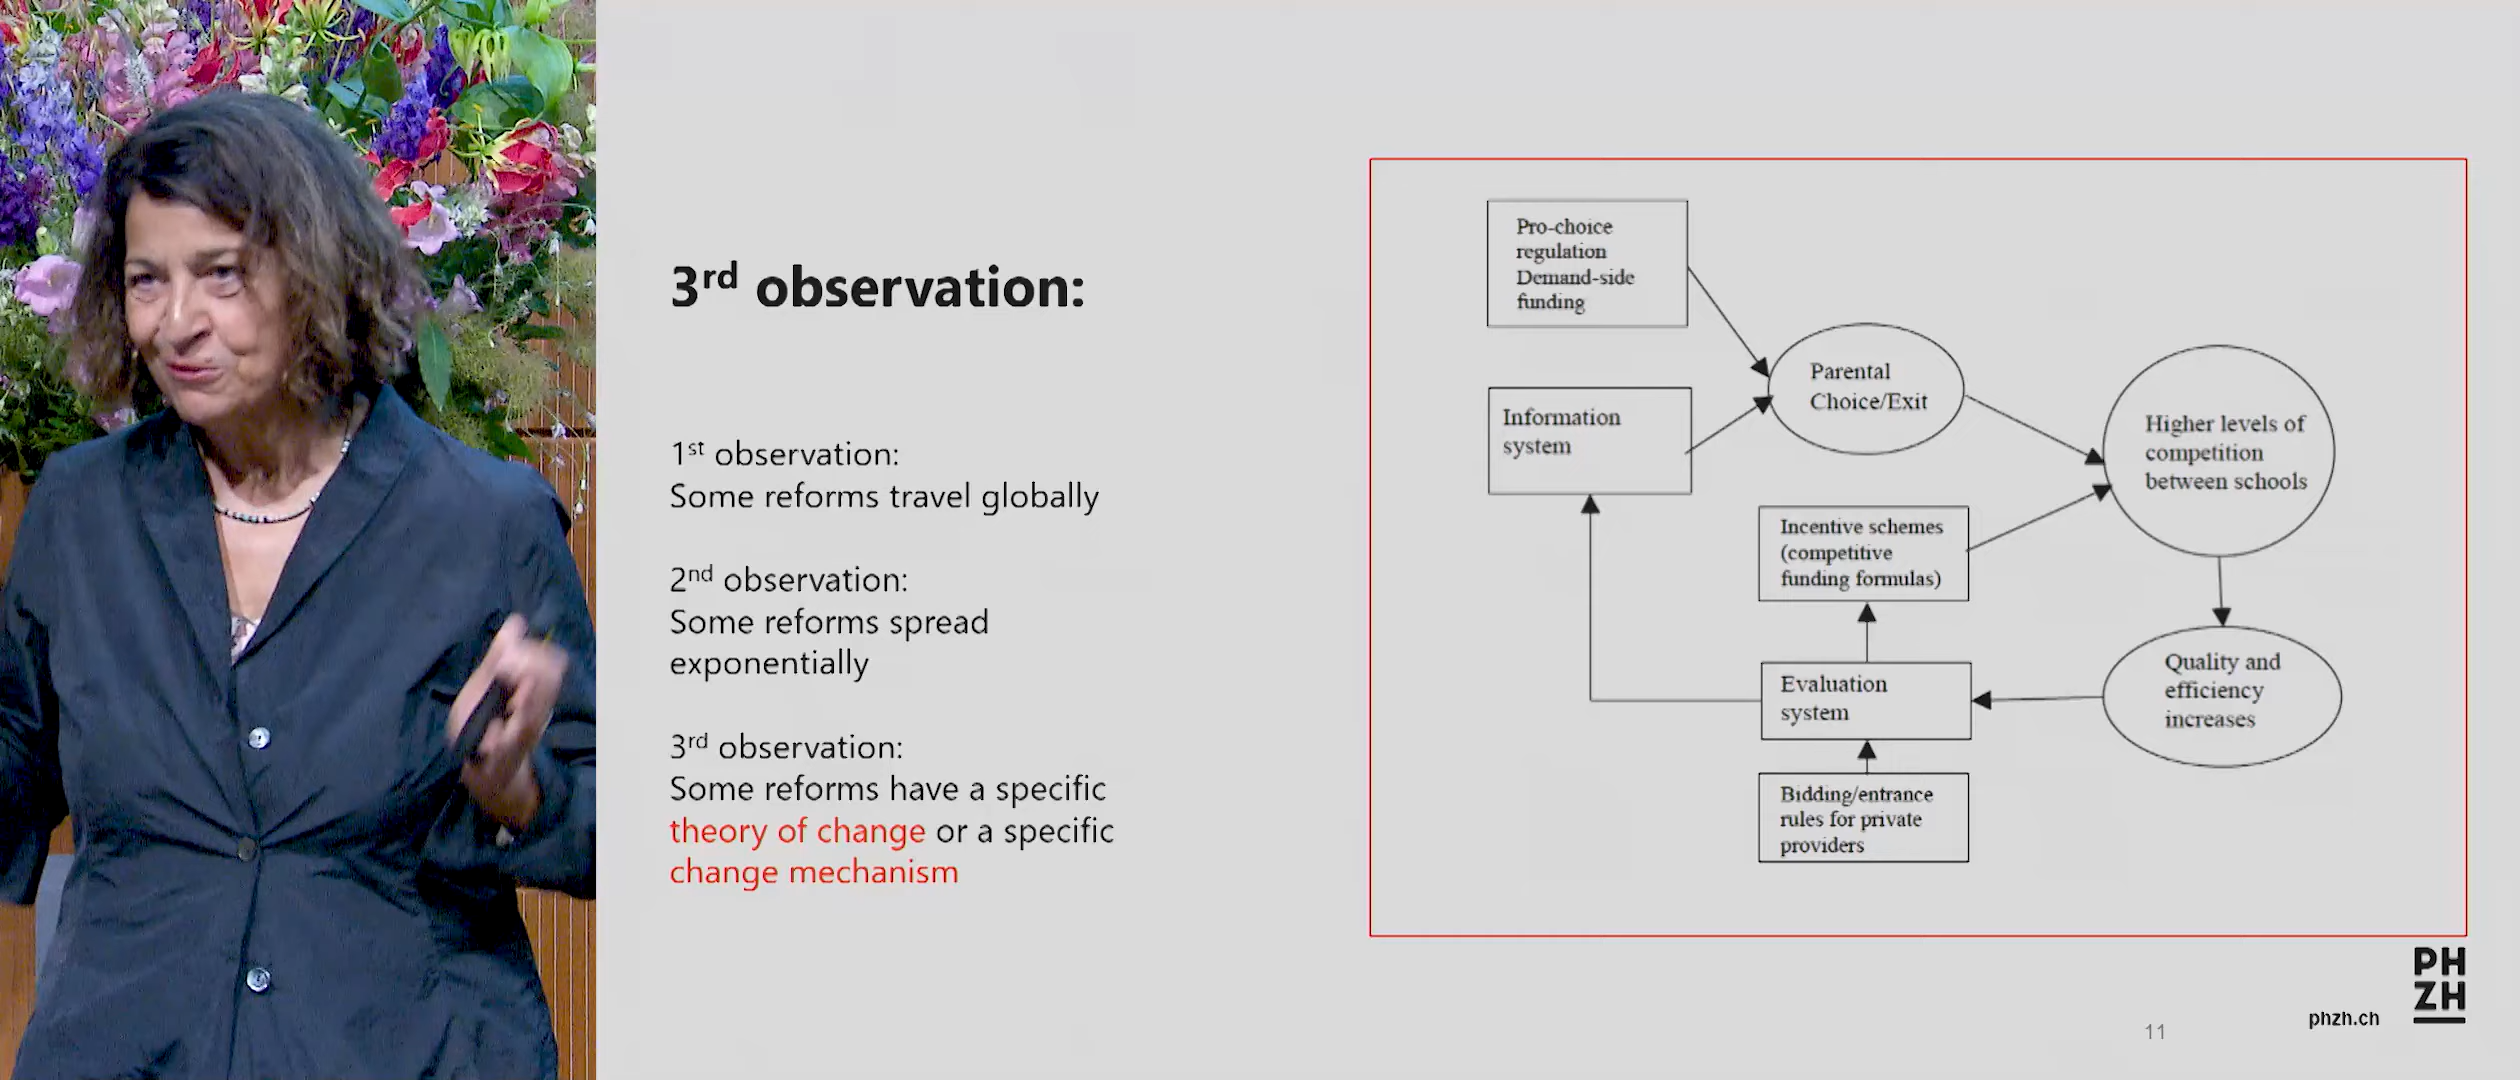 3rd observation:
1st observation:
Some reforms travel globally
2nd observation:
Some reforms spread
exponentially
3rd observation:
Some reforms have a specific
theory of change or a specific
change mechanism
Pro-choice
regulation
Demand-side
funding
Information
system
Parental
Choice/Exit
Higher levels of
competition
between schools
Incentive schemes
(competitive
funding formulas)
Evaluation
system
Quality and
efficiency
increases
Bidding/entrance
rules for private
providers
PH
ZH
phzh.ch
11